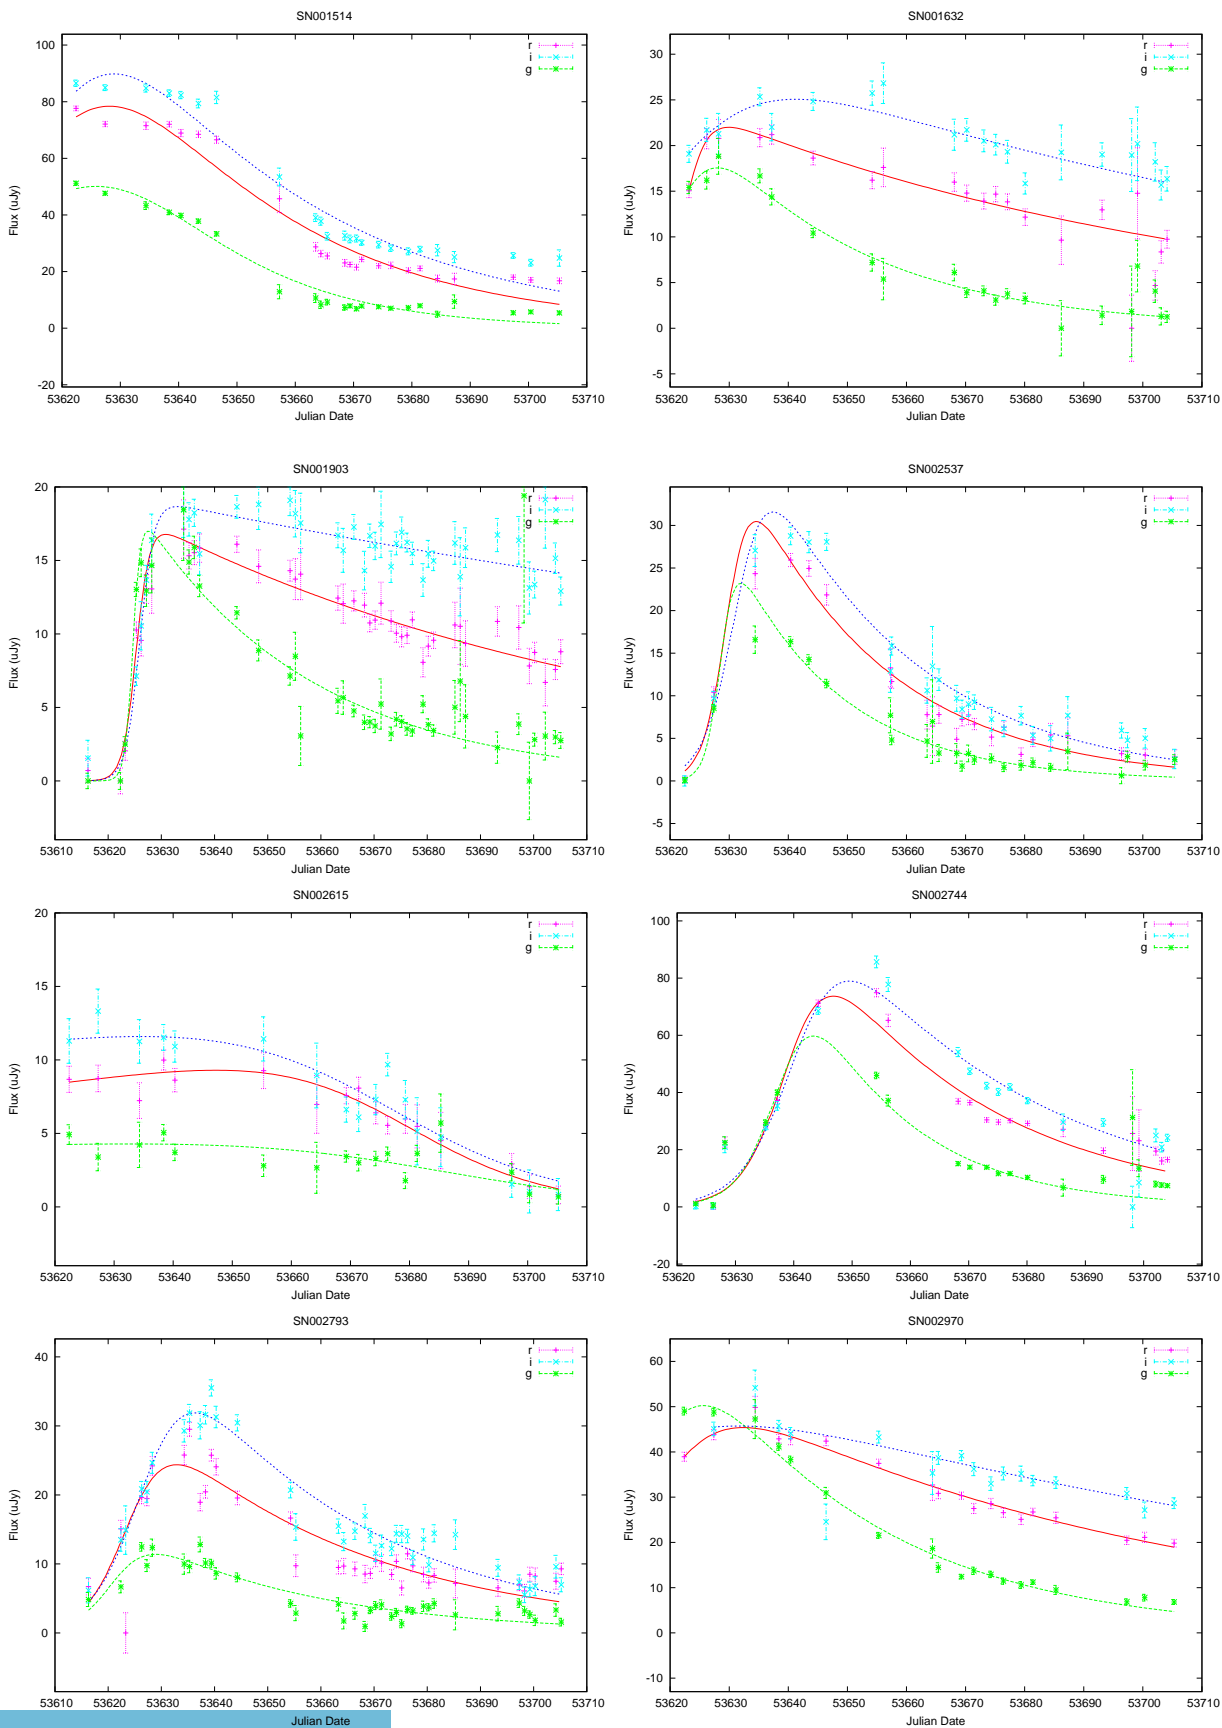 SN001514
SN001632
100
80
60
40
20
0
-20
Flux (uJy)
r
i
g
53620 53630 53640 53650 53660 53670 53680 53690 53700 53710
Julian Date
30
25
20
15
10
5
0
-5
Flux (uJy)
r
i
g
53620 53630 53640 53650 53660 53670 53680 53690 53700 53710
Julian Date
SN001903
SN002537
20
15
10
5
0
Flux (uJy)
r
i
g
53610 53620 53630 53640 53650 53660 53670 53680 53690 53700 53710
Julian Date
30
25
20
15
10
5
0
-5
Flux (uJy)
r
i
g
53620 53630 53640 53650 53660 53670 53680 53690 53700 53710
Julian Date
SN002615
SN002744
20
15
10
5
0
Flux (uJy)
r
i
g
53620 53630 53640 53650 53660 53670 53680 53690 53700 53710
Julian Date
100
80
60
40
20
0
-20
Flux (uJy)
r
i
g
53620 53630 53640 53650 53660 53670 53680 53690 53700 53710
Julian Date
SN002793
SN002970
40
30
20
10
0
Flux (uJy)
r
i
g
53610 53620 53630 53640 53650 53660 53670 53680 53690 53700 53710
Julian Date
60
50
40
30
20
10
0
-10
Flux (uJy)
r
i
g
53620 53630 53640 53650 53660 53670 53680 53690 53700 53710
Julian Date